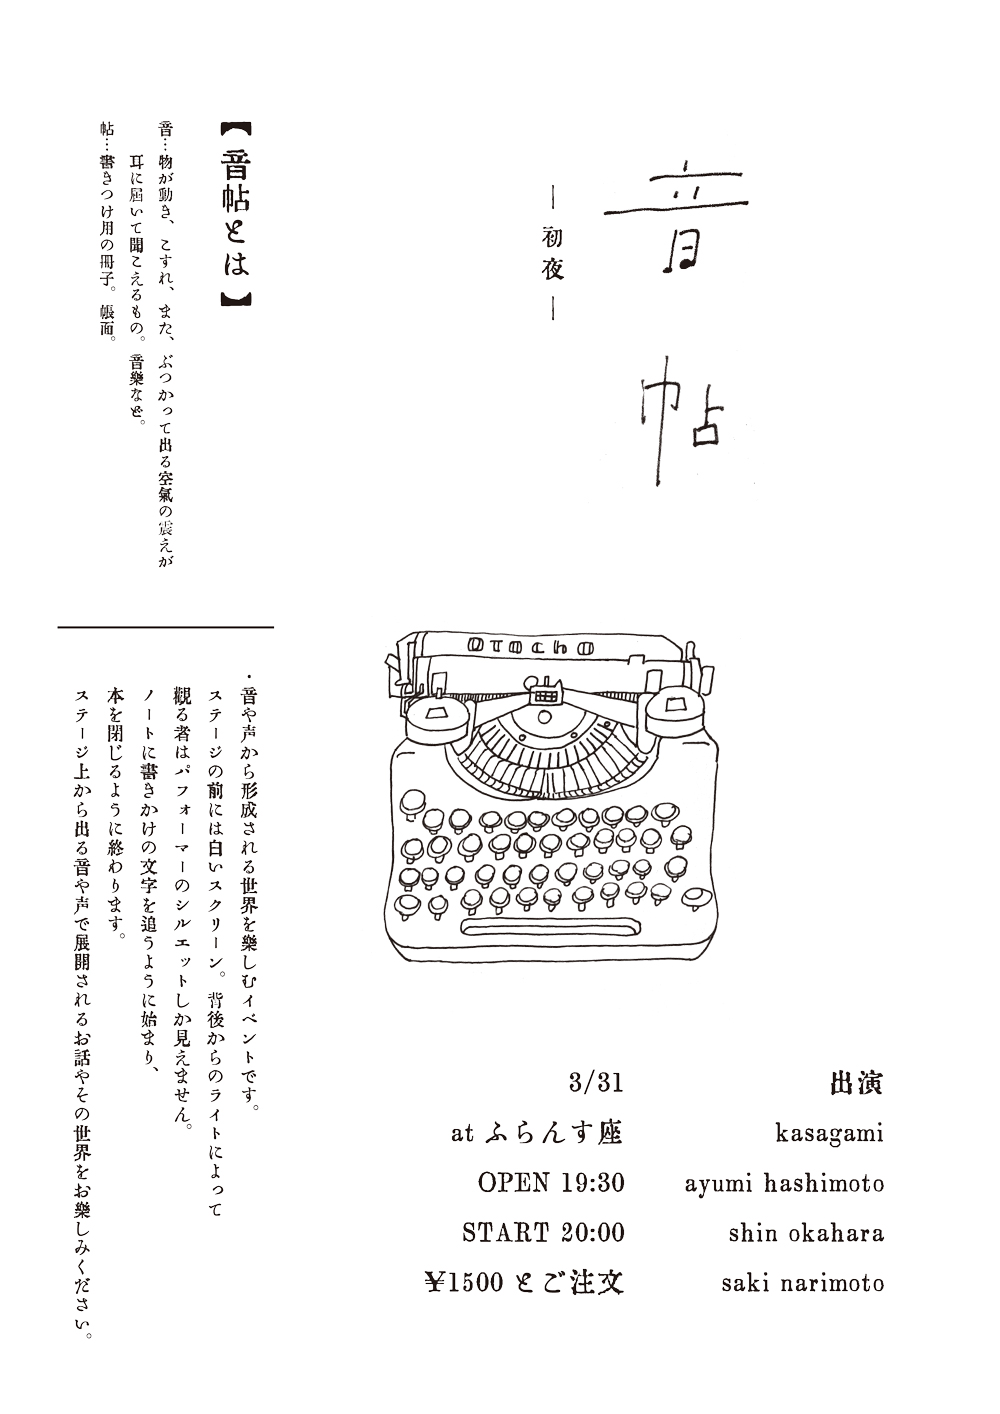 音帖
―初夜―
【音帖とは】
音…物が動き、こすれ、また、ぶつかって出る空氣の震えが
耳に届いて聞こえるもの。音樂など。
帖…書きつけ用の冊子。帳面。
・音や声から形成される世界を樂しむイベントです。
ステージの前には白いスクリーン。背後からのライトによって
觀る者はパフォーマーのシルエットしか見えません。
ノートに書きかけの文字を追うように始まり、
本を閉じるように終わります。
ステージ上から出る音や声で展開されるお話やその世界をお樂しみください。
OTOchO
出演
kasagami
ayumi hashimoto
shin okahara
saki narimoto
3/31
at ふらんす座
OPEN 19:30
START 20:00
¥1500 とご注文